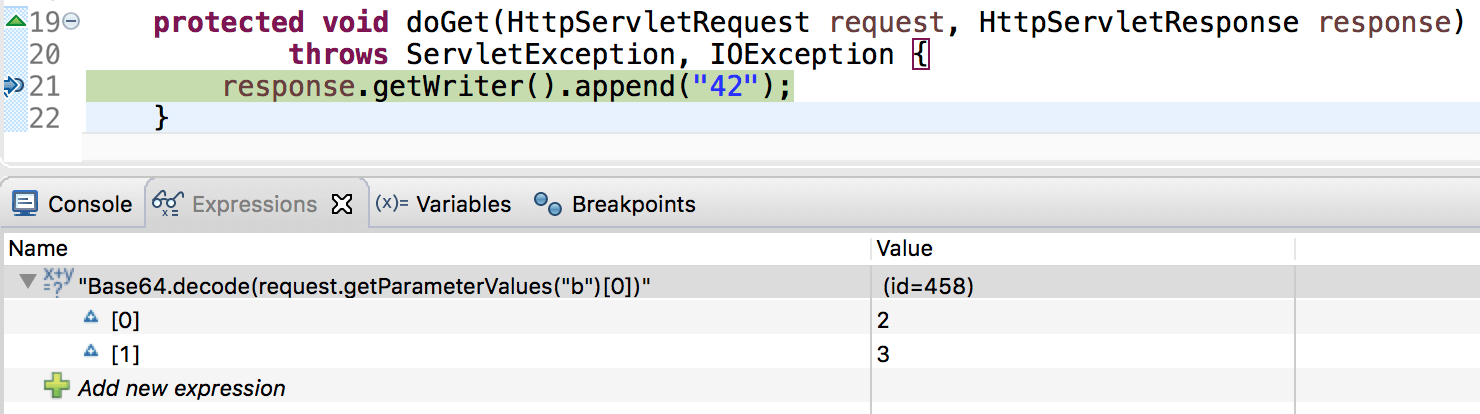 19 protected void doGet(HttpServletRequest request, HttpServletResponse response)
20 throws ServletException, IOException {
21 response.getWriter().append("42");
22 }
Console Expressions (x)= Variables Breakpoints
Name Value
x+y=? "Base64.decode(request.getParameterValues("b")[0])" (id=458)
[0] 2
[1] 3
Add new expression